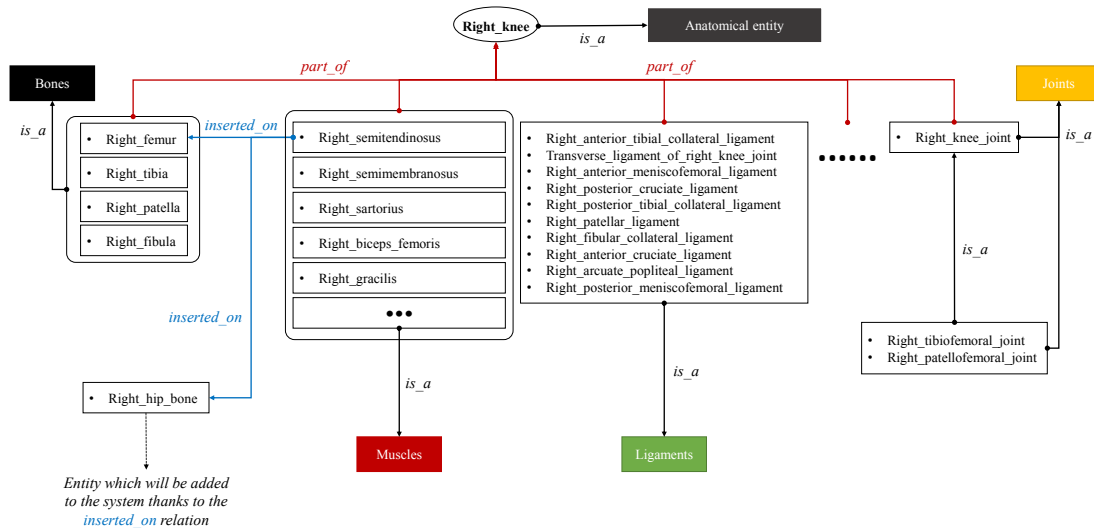 Right_knee
is_a
Anatomical entity
part_of
part_of
Bones
Joints
is_a
inserted_on
is_a
• Right_femur
• Right_tibia
• Right_patella
• Right_fibula
• Right_semitendinosus
• Right_semimembranosus
• Right_sartorius
• Right_biceps_femoris
• Right_gracilis
•••
• Right_anterior_tibial_collateral_ligament
• Transverse_ligament_of_right_knee_joint
• Right_anterior_meniscofemoral_ligament
• Right_posterior_cruciate_ligament
• Right_posterior_tibial_collateral_ligament
• Right_patellar_ligament
• Right_fibular_collateral_ligament
• Right_anterior_cruciate_ligament
• Right_arcuate_popliteal_ligament
• Right_posterior_meniscofemoral_ligament
••••••
• Right_knee_joint
is_a
• Right_tibiofemoral_joint
• Right_patellofemoral_joint
inserted_on
• Right_hip_bone
is_a
is_a
Muscles
Ligaments
Entity which will be added
to the system thanks to the
inserted_on relation